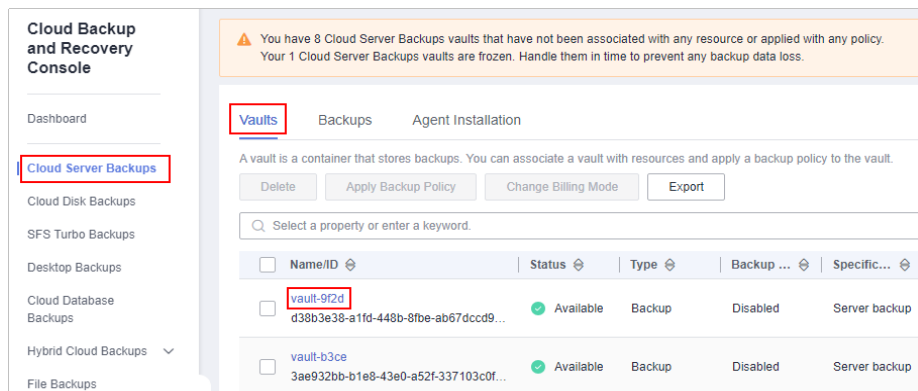 Cloud Backup
and Recovery
Console
Dashboard
Cloud Server Backups
Cloud Disk Backups
SFS Turbo Backups
Desktop Backups
Cloud Database
Backups
Hybrid Cloud Backups
File Backups
You have 8 Cloud Server Backups vaults that have not been associated with any resource or applied with any policy.
Your 1 Cloud Server Backups vaults are frozen. Handle them in time to prevent any backup data loss.
Vaults Backups Agent Installation
A vault is a container that stores backups. You can associate a vault with resources and apply a backup policy to the vault.
Delete Apply Backup Policy Change Billing Mode Export
Select a property or enter a keyword.
Name/ID Status Type Backup ... Specific...
vault-9f2d
d38b3e38-a1fd-448b-8fbe-ab67dccd9... Available Backup Disabled Server backup
vault-b3ce
3ae932bb-b1e8-43e0-a52f-337103c0f... Available Backup Disabled Server backup